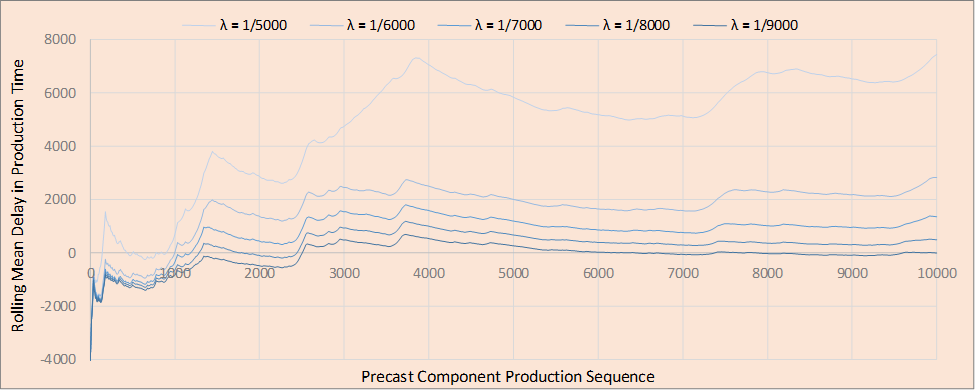 λ = 1/5000 λ = 1/6000 λ = 1/7000 λ = 1/8000 λ = 1/9000
Rolling Mean Delay in Production Time
8000
6000
4000
2000
0
-2000
-4000
0 1000 2000 3000 4000 5000 6000 7000 8000 9000 10000
Precast Component Production Sequence